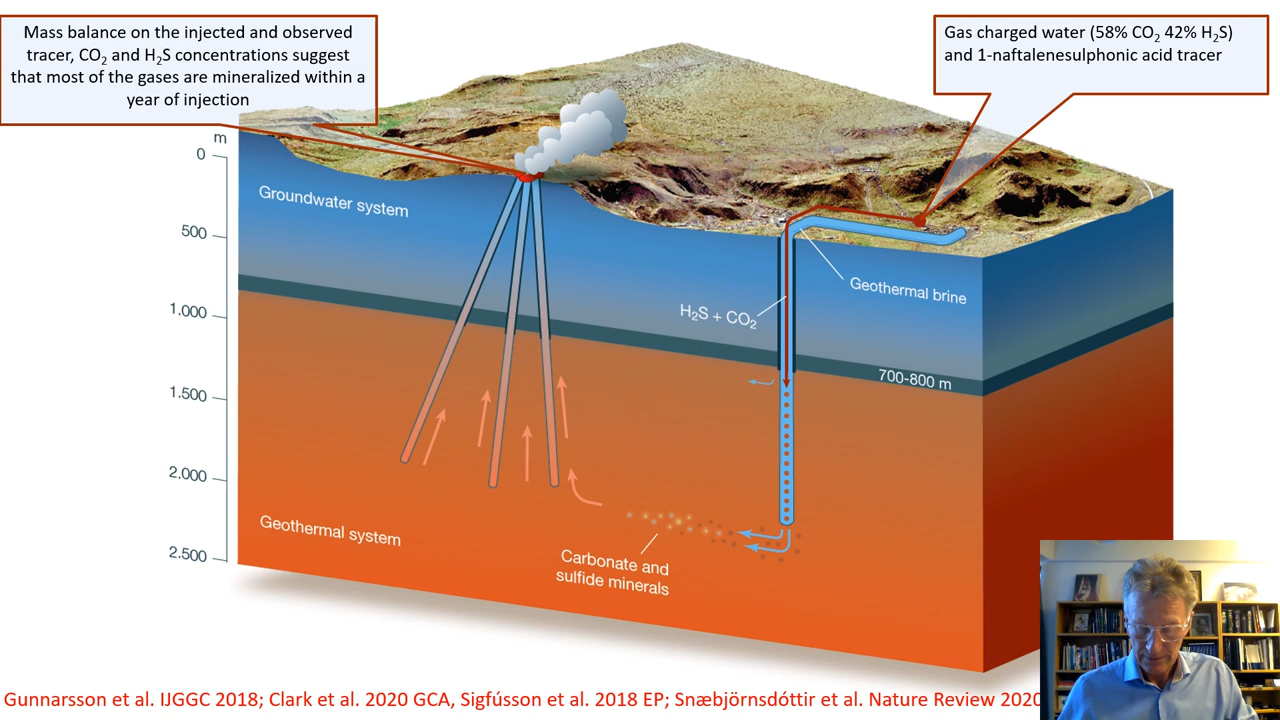 Mass balance on the injected and observed
tracer, CO₂ and H₂S concentrations suggest
that most of the gases are mineralized within a
year of injection
Gas charged water (58% CO₂ 42% H₂S)
and 1-naftalenesulphonic acid tracer
m
0
500
1.000
1.500
2.000
2.500
Groundwater system
Geothermal brine
H₂S + CO₂
700-800 m
Geothermal system
Carbonate and
sulfide minerals
Gunnarsson et al. IJGGC 2018; Clark et al. 2020 GCA, Sigfússon et al. 2018 EP; Snæbjörnsdóttir et al. Nature Review 2020